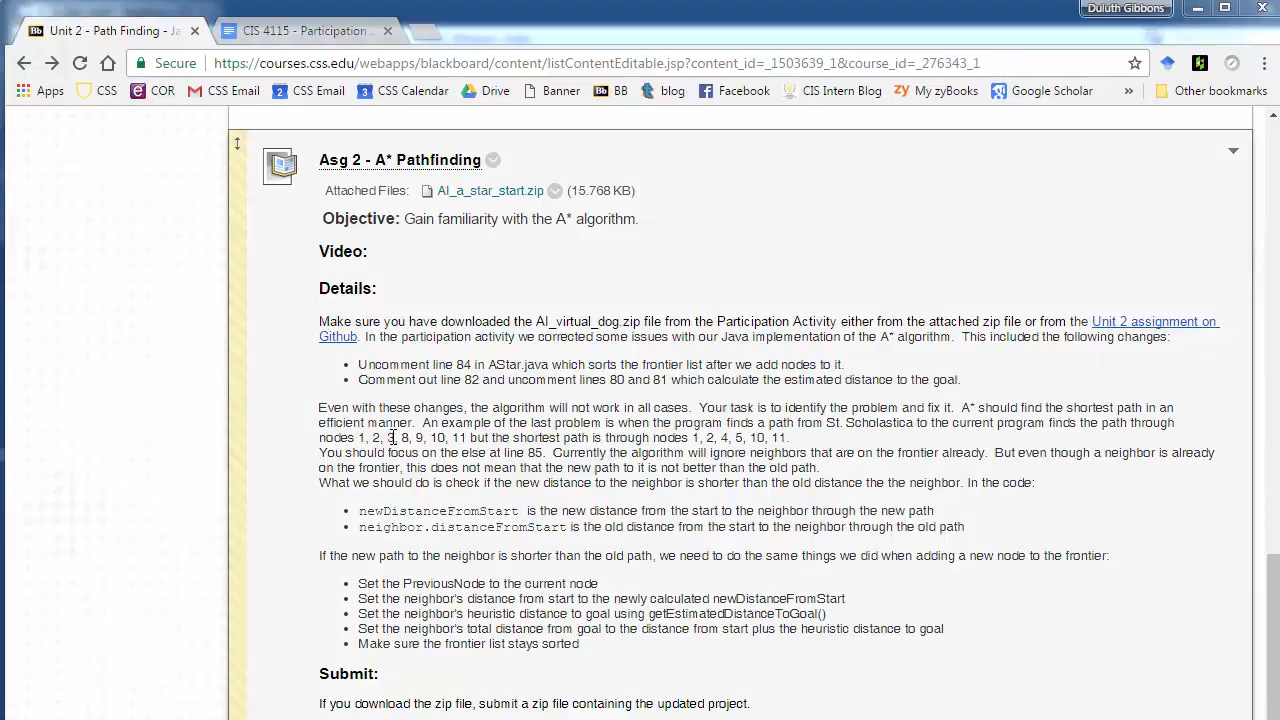 Duluth Gibbons
Unit 2 - Path Finding - Ja
CIS 4115 - Participation
Secure
https://courses.css.edu/webapps/blackboard/content/listContentEditable.jsp?content_id=_1503639_1&course_id=_276343_1
Apps CSS COR CSS Email CSS Email CSS Calendar Drive Banner BB blog Facebook CIS Intern Blog My zyBooks Google Scholar » Other bookmarks
Asg 2 - A* Pathfinding
Attached Files: AI_a_star_start.zip (15.768 KB)
Objective: Gain familiarity with the A* algorithm.
Video:
Details:
Make sure you have downloaded the AI_virtual_dog.zip file from the Participation Activity either from the attached zip file or from the Unit 2 assignment on
Github. In the participation activity we corrected some issues with our Java implementation of the A* algorithm. This included the following changes:
• Uncomment line 84 in AStar.java which sorts the frontier list after we add nodes to it.
• Comment out line 82 and uncomment lines 80 and 81 which calculate the estimated distance to the goal.
Even with these changes, the algorithm will not work in all cases. Your task is to identify the problem and fix it. A* should find the shortest path in an
efficient manner. An example of the last problem is when the program finds a path from St. Scholastica to the current program finds the path through
nodes 1, 2, 3, 8, 9, 10, 11 but the shortest path is through nodes 1, 2, 4, 5, 10, 11.
You should focus on the else at line 85. Currently the algorithm will ignore neighbors that are on the frontier already. But even though a neighbor is already
on the frontier, this does not mean that the new path to it is not better than the old path.
What we should do is check if the new distance to the neighbor is shorter than the old distance the the neighbor. In the code:
• newDistanceFromStart is the new distance from the start to the neighbor through the new path
• neighbor.distanceFromStart is the old distance from the start to the neighbor through the old path
If the new path to the neighbor is shorter than the old path, we need to do the same things we did when adding a new node to the frontier:
• Set the PreviousNode to the current node
• Set the neighbor's distance from start to the newly calculated newDistanceFromStart
• Set the neighbor's heuristic distance to goal using getEstimatedDistanceToGoal()
• Set the neighbor's total distance from goal to the distance from start plus the heuristic distance to goal
• Make sure the frontier list stays sorted
Submit:
If you download the zip file, submit a zip file containing the updated project.